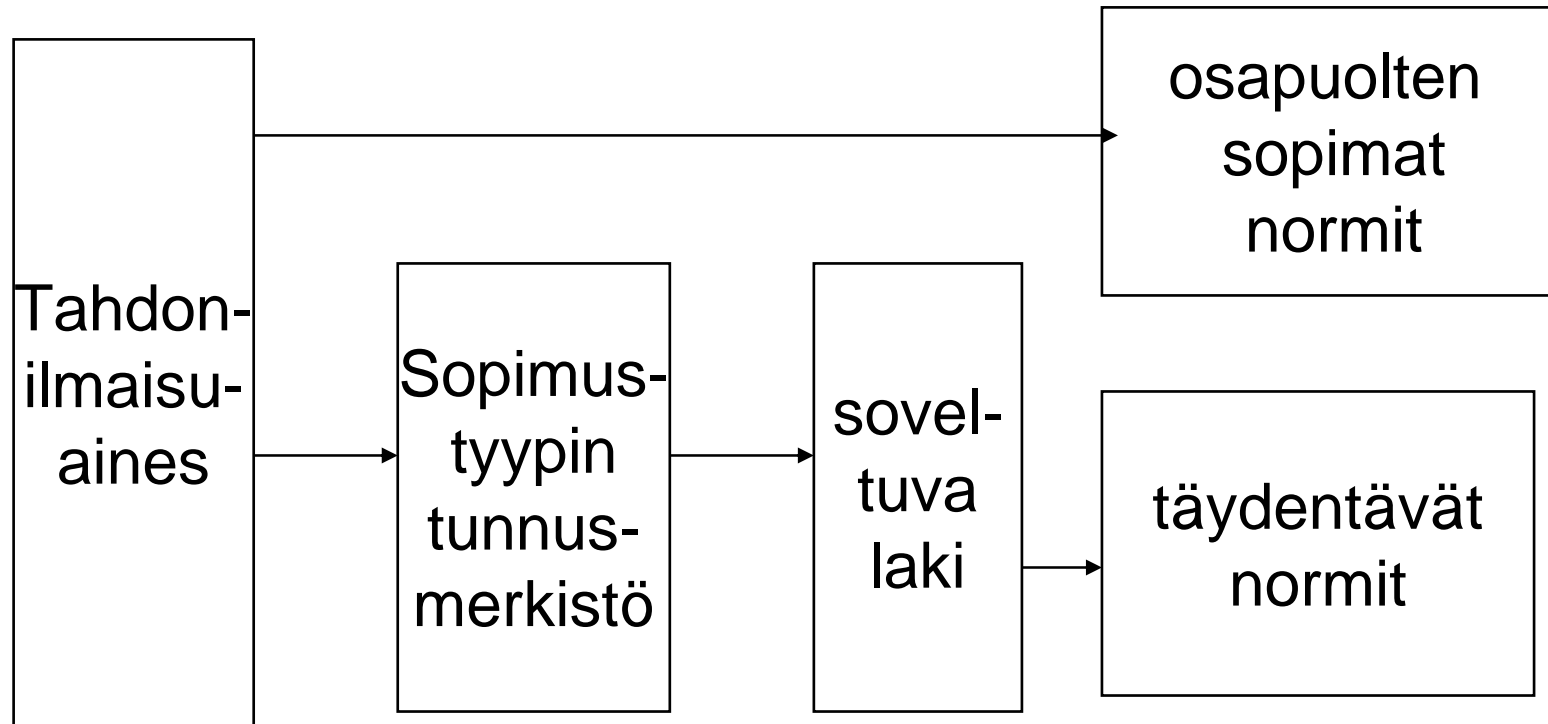 Tahdon-
ilmaisu-
aines
osapuolten
sopimat
normit
Sopimus-
tyypin
tunnus-
merkistö
sovel-
tuva
laki
täydentävät
normit